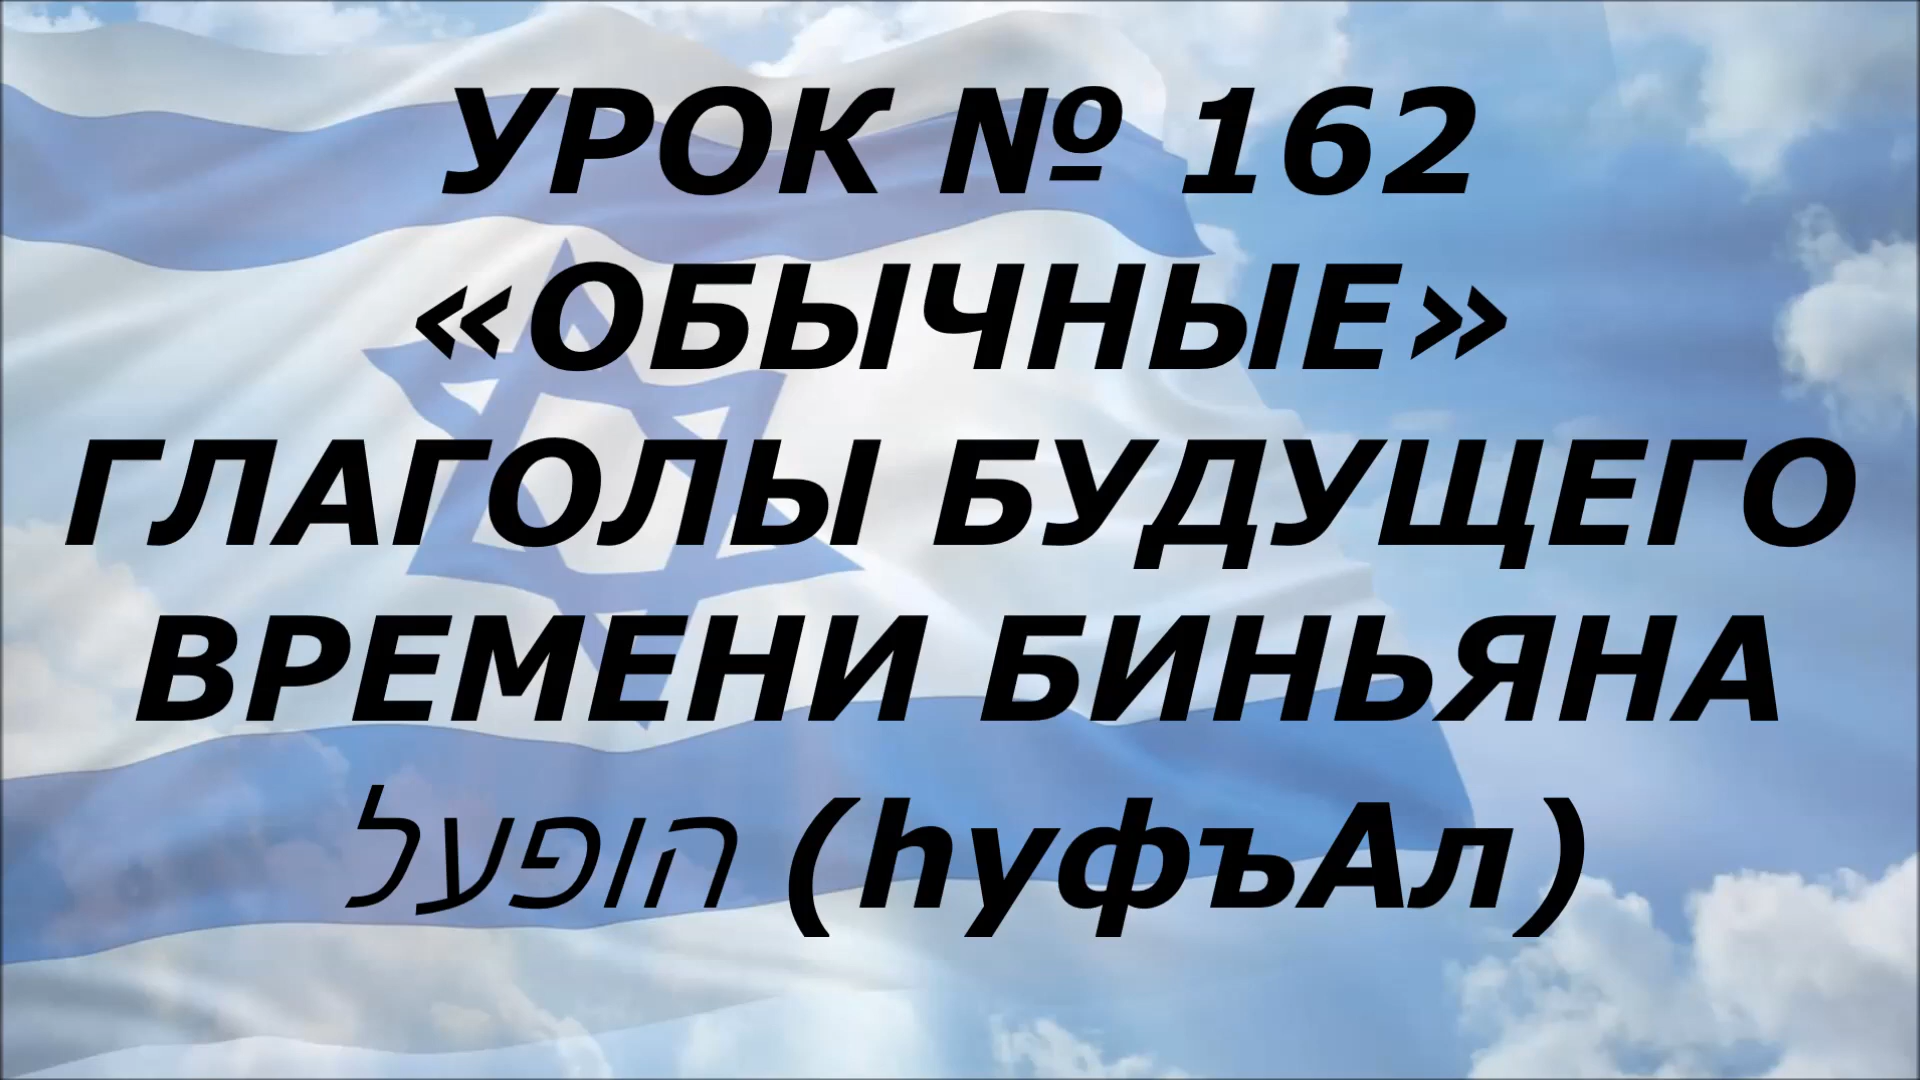 УРОК № 162
«ОБЫЧНЫЕ»
ГЛАГОЛЫ БУДУЩЕГО
ВРЕМЕНИ БИНЬЯНА
הופעל (hуфъАл)